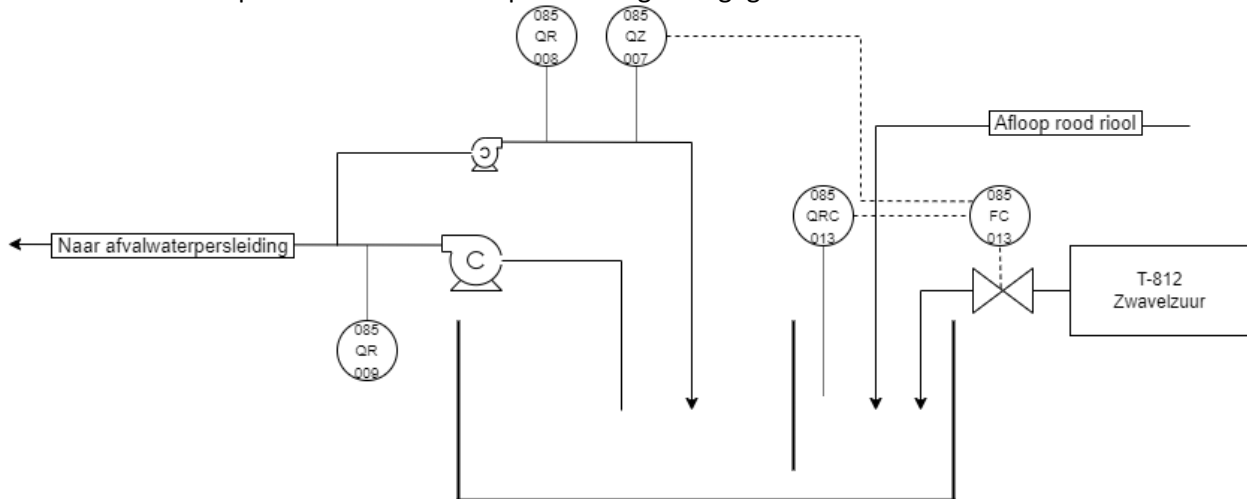 085
QR
008
085
QZ
007
Afloop rood riool
C
085
QRC
013
085
FC
013
Naar afvalwaterpersleiding
C
T-812
Zwavelzuur
085
QR
009